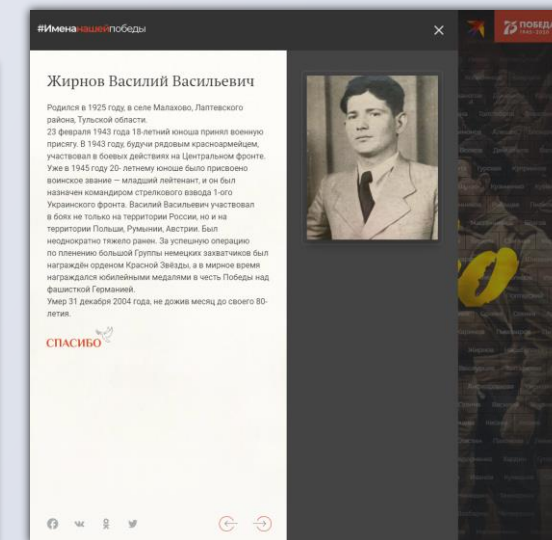 #Именанашейпобеды
75 ПОБЕДА
1945-2020
Жирнов Василий Васильевич
Родился в 1925 году, в селе Малахово, Лаптевского
района, Тульской области.
23 февраля 1943 года 18-летний юноша принял военную
присягу. В 1943 году, будучи рядовым красноармейцем,
участвовал в боевых действиях на Центральном фронте.
Уже в 1945 году 20- летнему юноше было присвоено
воинское звание — младший лейтенант, и он был
назначен командиром стрелкового взвода 1-ого
Украинского фронта. Василий Васильевич участвовал
в боях не только на территории России, но и на
территории Польши, Румынии, Австрии. Был
неоднократно тяжело ранен. За успешную операцию
по пленению большой Группы немецких захватчиков был
награждён орденом Красной Звёзды, а в мирное время
награждался юбилейными медалями в честь Победы над
фашисткой Германией.
Умер 31 декабря 2004 года, не дожив месяц до своего 80-
летия.
СПАСИБО